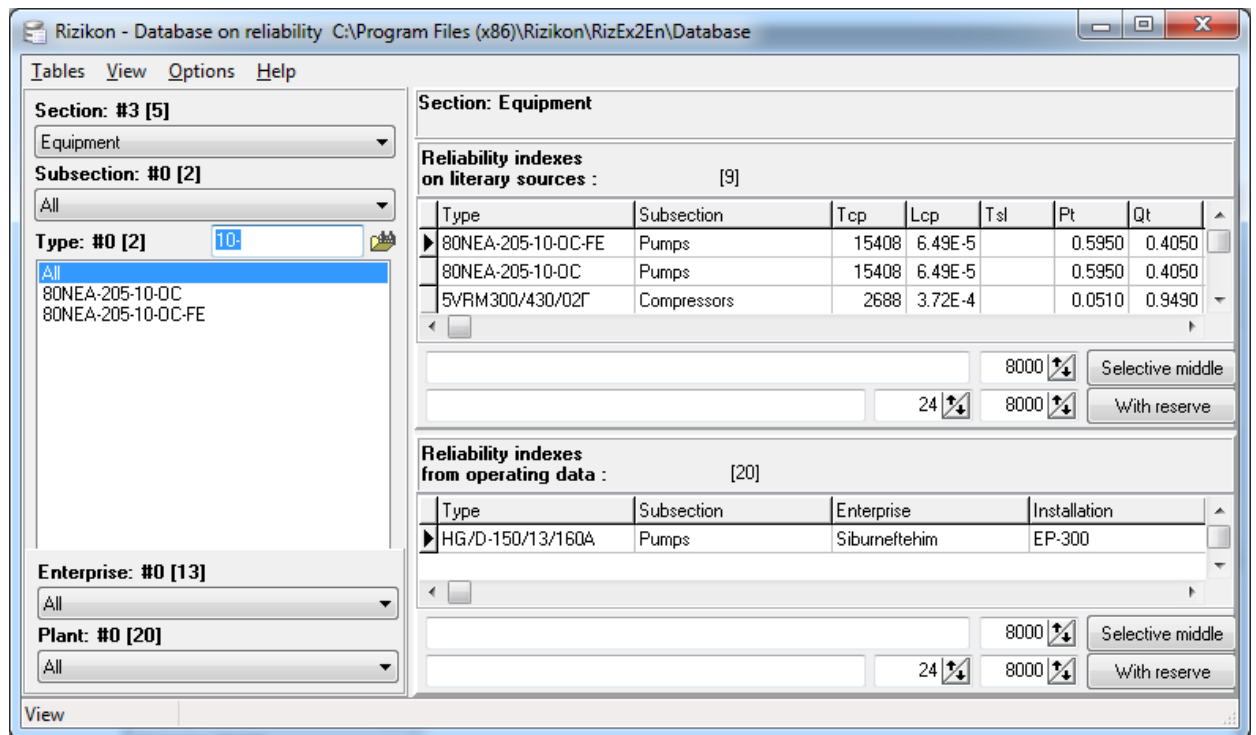 Rizikon - Database on reliability C:\Program Files (x86)\Rizikon\RizEx2En\Database
Tables View Options Help
Section: #3 [5]
Equipment
Subsection: #0 [2]
All
Type: #0 [2] 10-
All
80NEA-205-10-OC
80NEA-205-10-OC-FE
Enterprise: #0 [13]
All
Plant: #0 [20]
All
Section: Equipment
Reliability indexes
on literary sources : [9]
Type Subsection Tcp Lcp Tsl Pt Qt
80NEA-205-10-OC-FE Pumps 15408 6.49E-5 0.5950 0.4050
80NEA-205-10-OC Pumps 15408 6.49E-5 0.5950 0.4050
5VRM300/430/02Г Compressors 2688 3.72E-4 0.0510 0.9490
8000 Selective middle
24 8000 With reserve
Reliability indexes
from operating data : [20]
Type Subsection Enterprise Installation
HG/D-150/13/160A Pumps Siburneftehim EP-300
8000 Selective middle
24 8000 With reserve
View